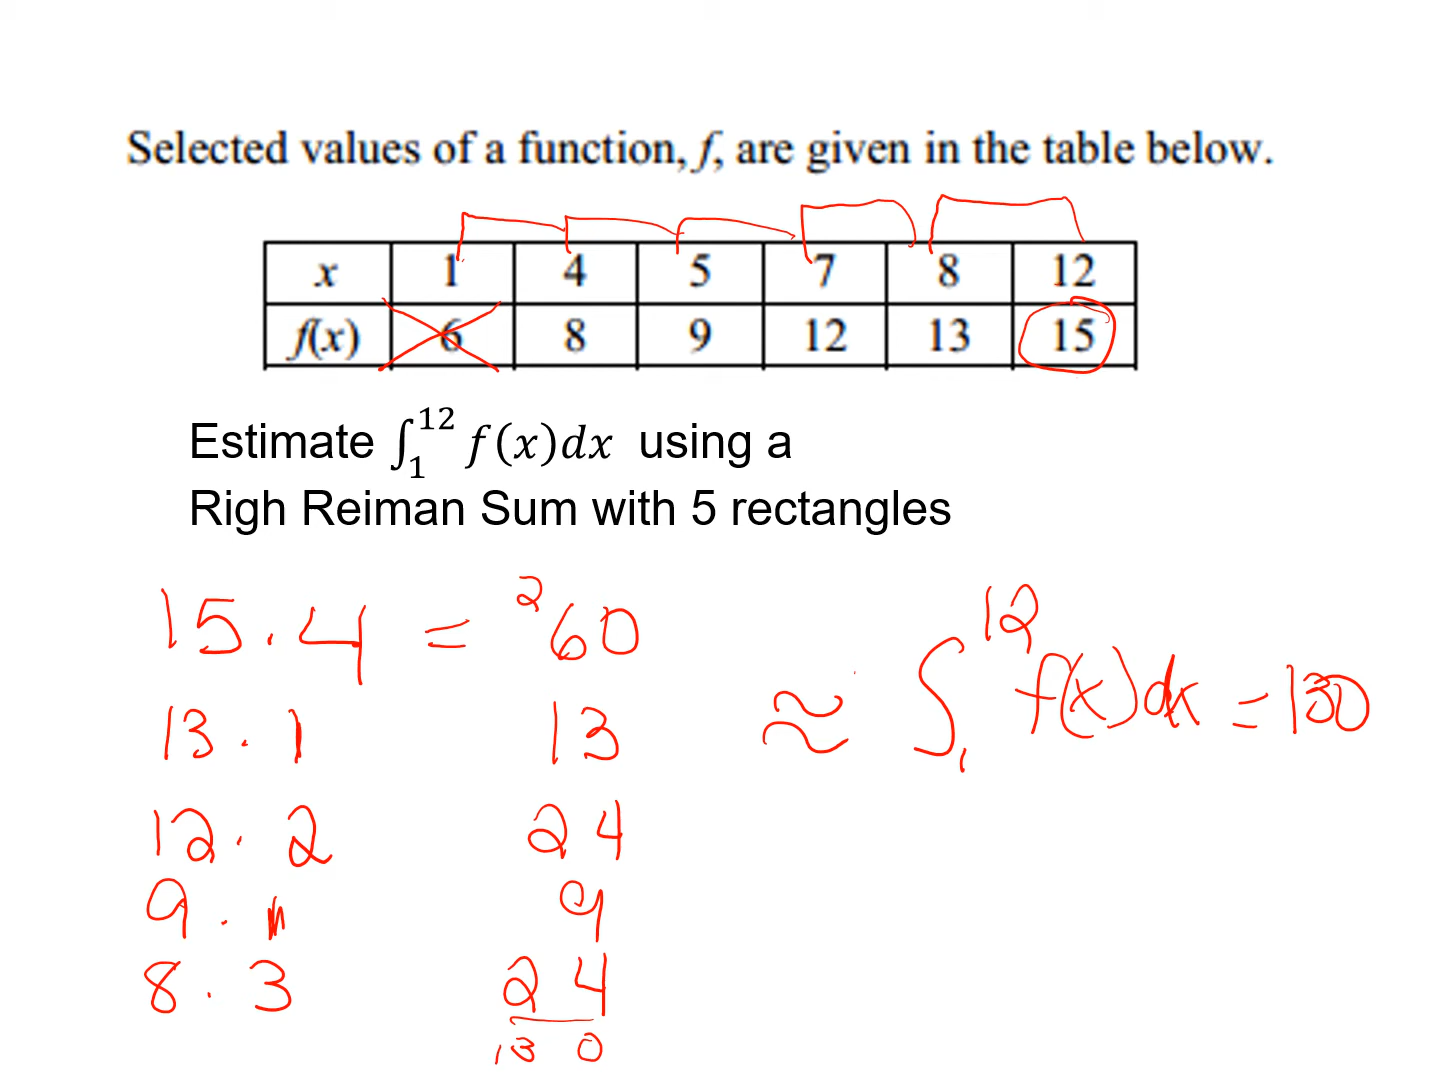 Selected values of a function, f, are given in the table below.
x 1 4 5 7 8 12
f(x) 6 8 9 12 13 15
Estimate ∫₁¹² f(x)dx using a
Righ Reiman Sum with 5 rectangles
15 · 4 = ²60
13 · 1 13
12 · 2 24
9 · 1 9
8 · 3 24
130
≈ ∫₁¹² f(x)dx = 130